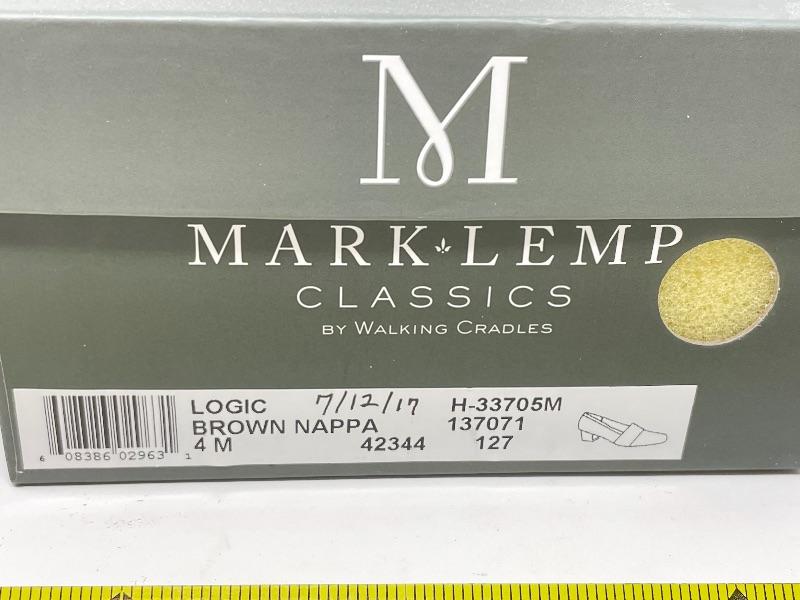 M
MARK LEMP
CLASSICS
BY WALKING CRADLES
LOGIC 7/12/17 H-33705M
BROWN NAPPA 137071
4 M 42344 127
6 08386 02963 1